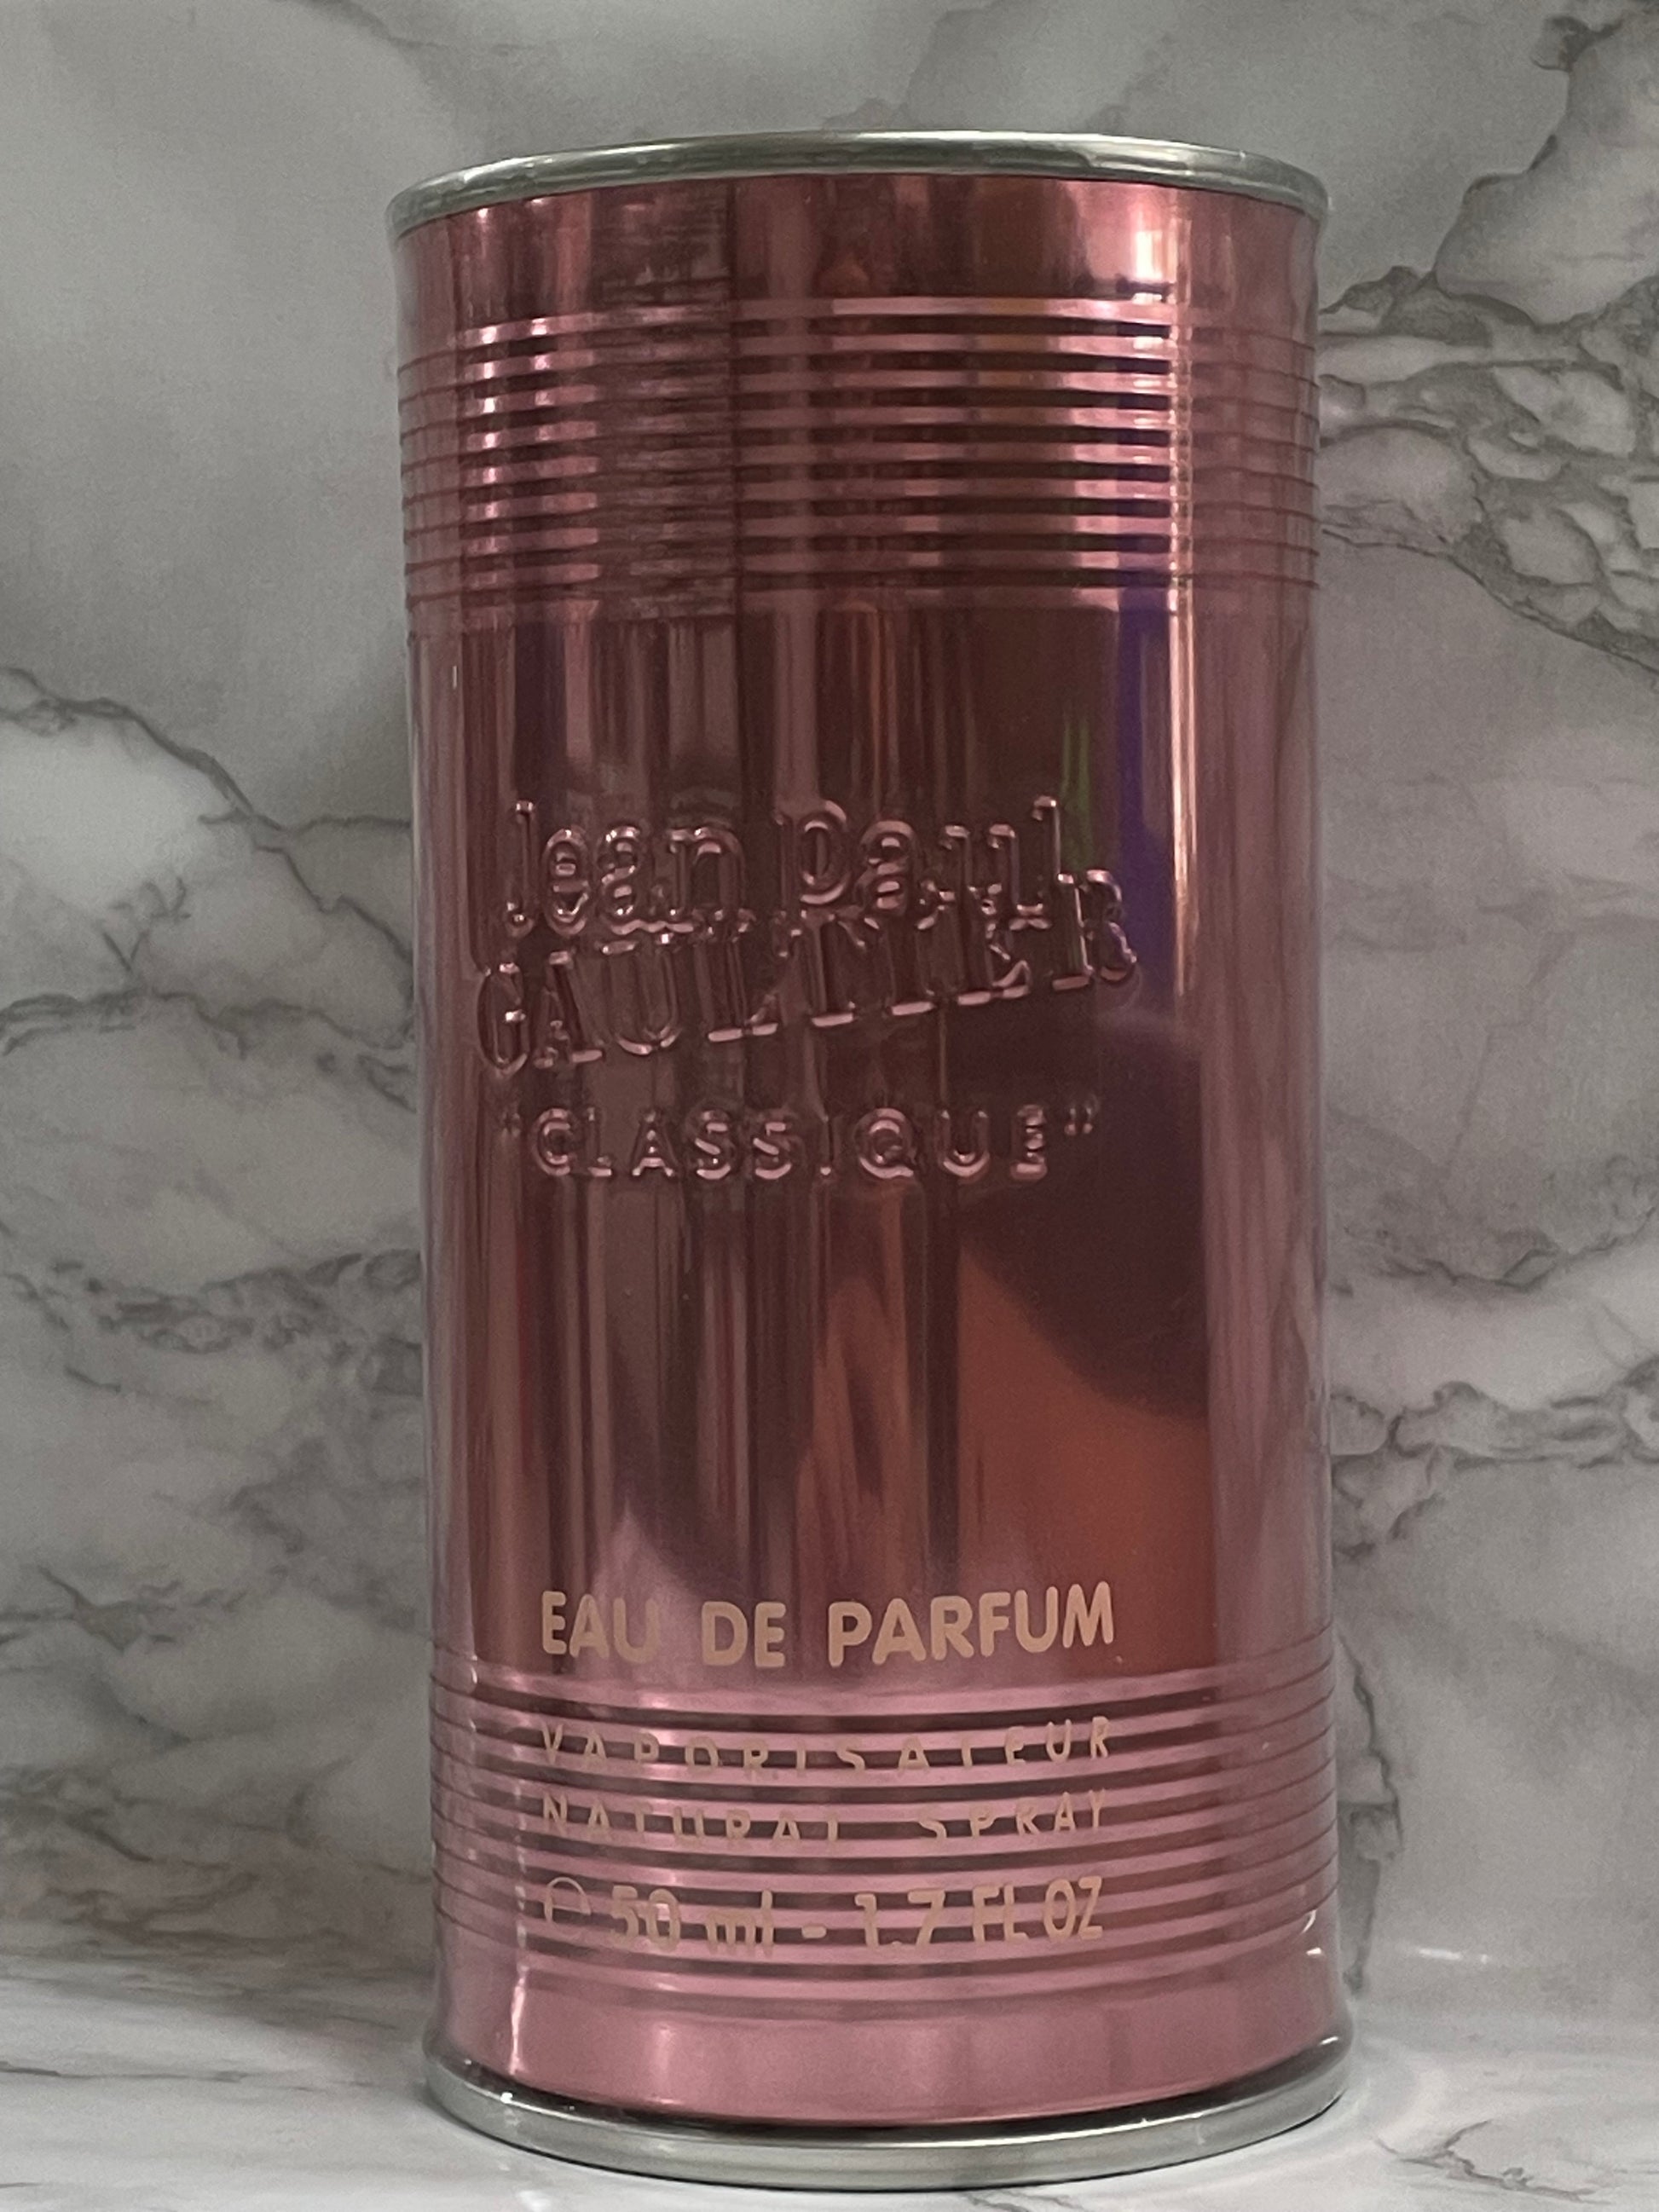 Jean Paul
GAULTIER
"CLASSIQUE"
EAU DE PARFUM
VAPORISATEUR
NATURAL SPRAY
℮ 50 ml - 1.7 FL OZ